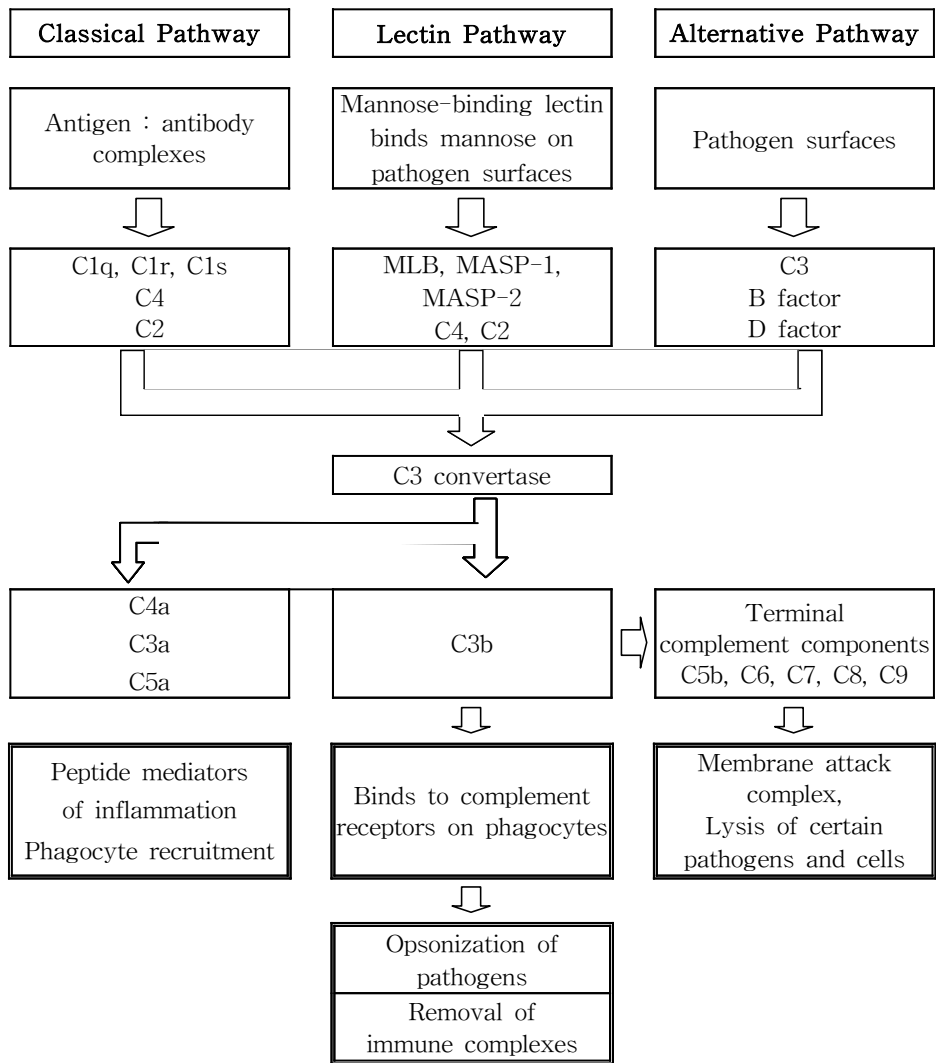 Classical Pathway
Lectin Pathway
Alternative Pathway
Antigen : antibody
complexes
Mannose-binding lectin
binds mannose on
pathogen surfaces
Pathogen surfaces
C1q, C1r, C1s
C4
C2
MLB, MASP-1,
MASP-2
C4, C2
C3
B factor
D factor
C3 convertase
C4a
C3a
C5a
C3b
Terminal
complement components
C5b, C6, C7, C8, C9
Peptide mediators
of inflammation
Phagocyte recruitment
Binds to complement
receptors on phagocytes
Membrane attack
complex,
Lysis of certain
pathogens and cells
Opsonization of
pathogens
Removal of
immune complexes